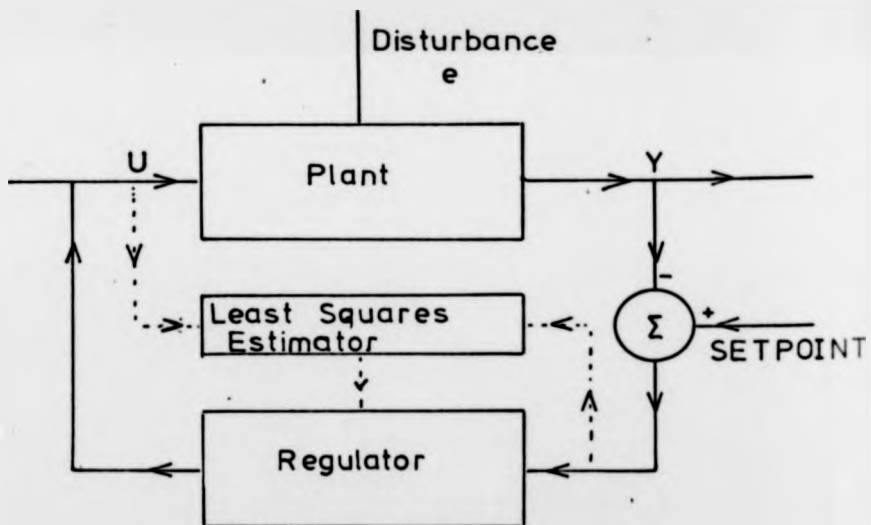 Disturbance
e
U
Plant
Y
-
+
Σ
SETPOINT
Least Squares
Estimator
Regulator